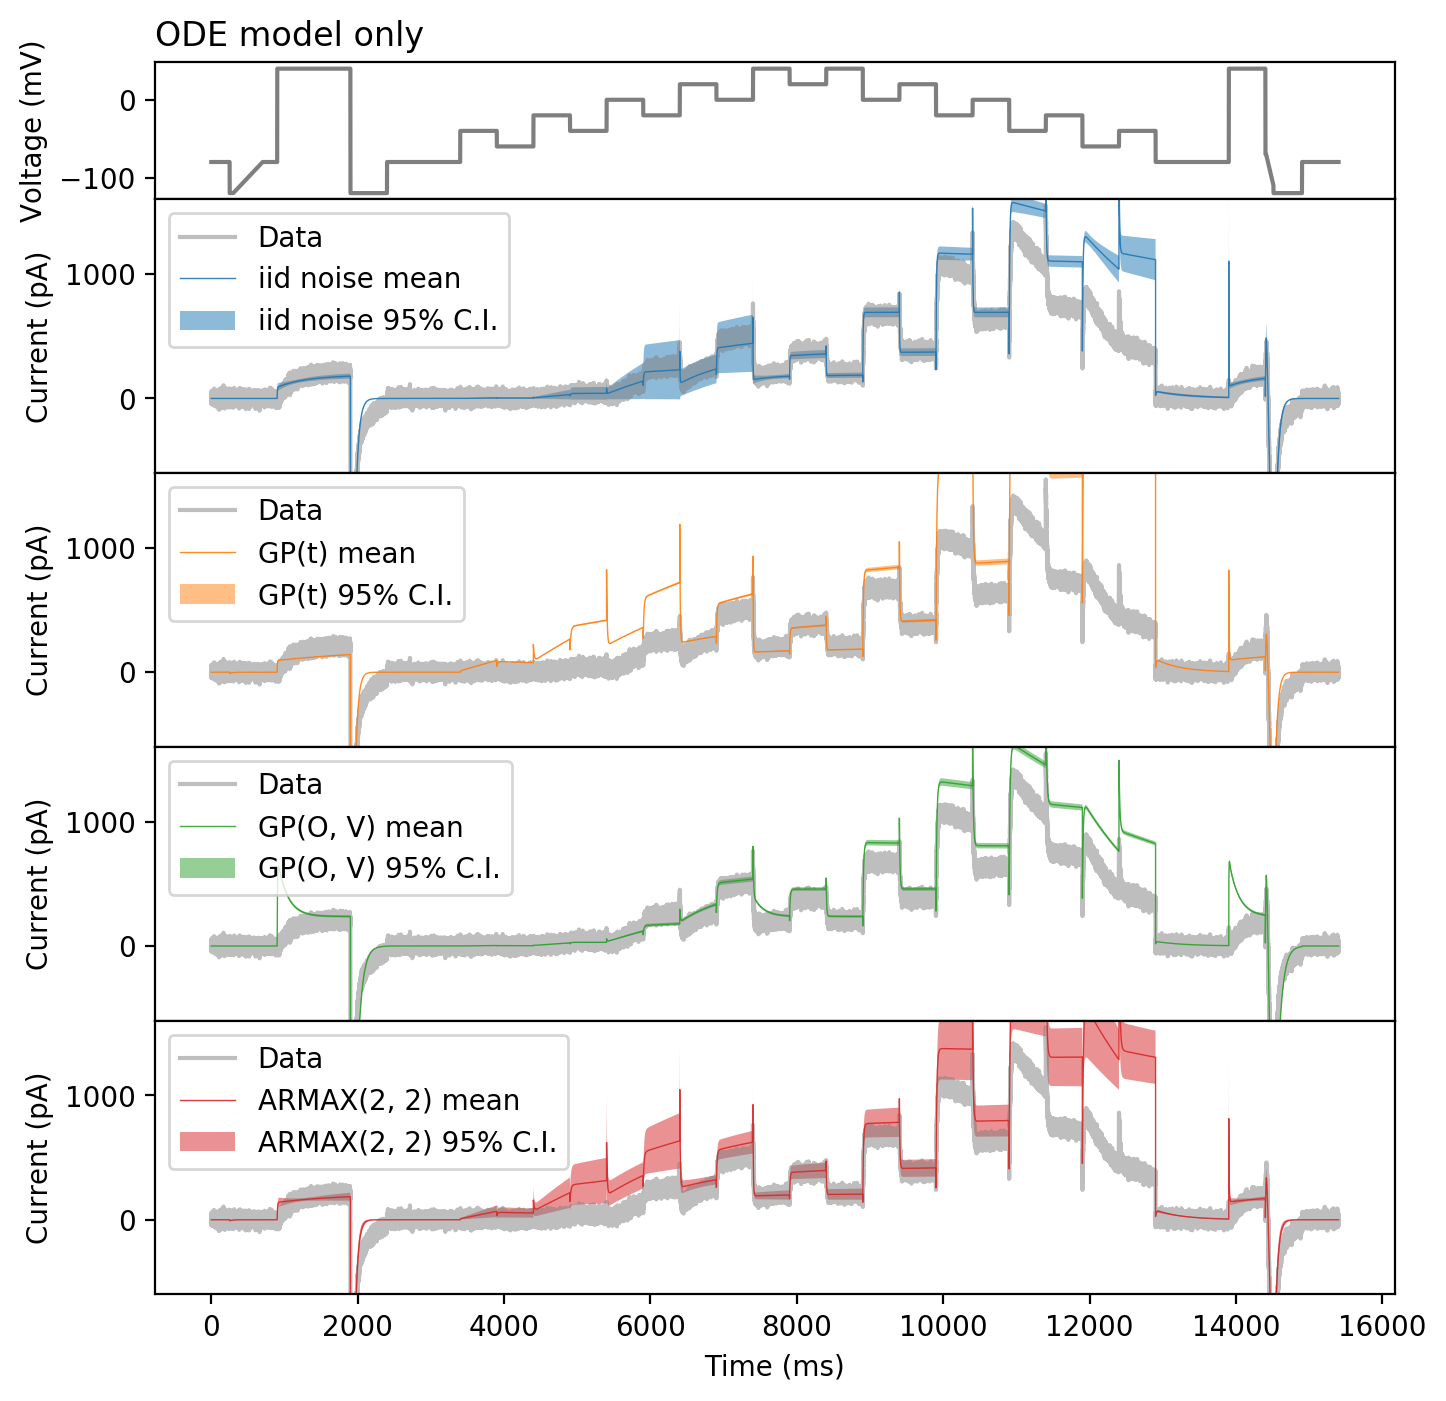 ODE model only
Voltage (mV)
0
−100
Current (pA)
1000
0
Data
iid noise mean
iid noise 95% C.I.
Current (pA)
1000
0
Data
GP(t) mean
GP(t) 95% C.I.
Current (pA)
1000
0
Data
GP(O, V) mean
GP(O, V) 95% C.I.
Current (pA)
1000
0
Data
ARMAX(2, 2) mean
ARMAX(2, 2) 95% C.I.
0 2000 4000 6000 8000 10000 12000 14000 16000
Time (ms)